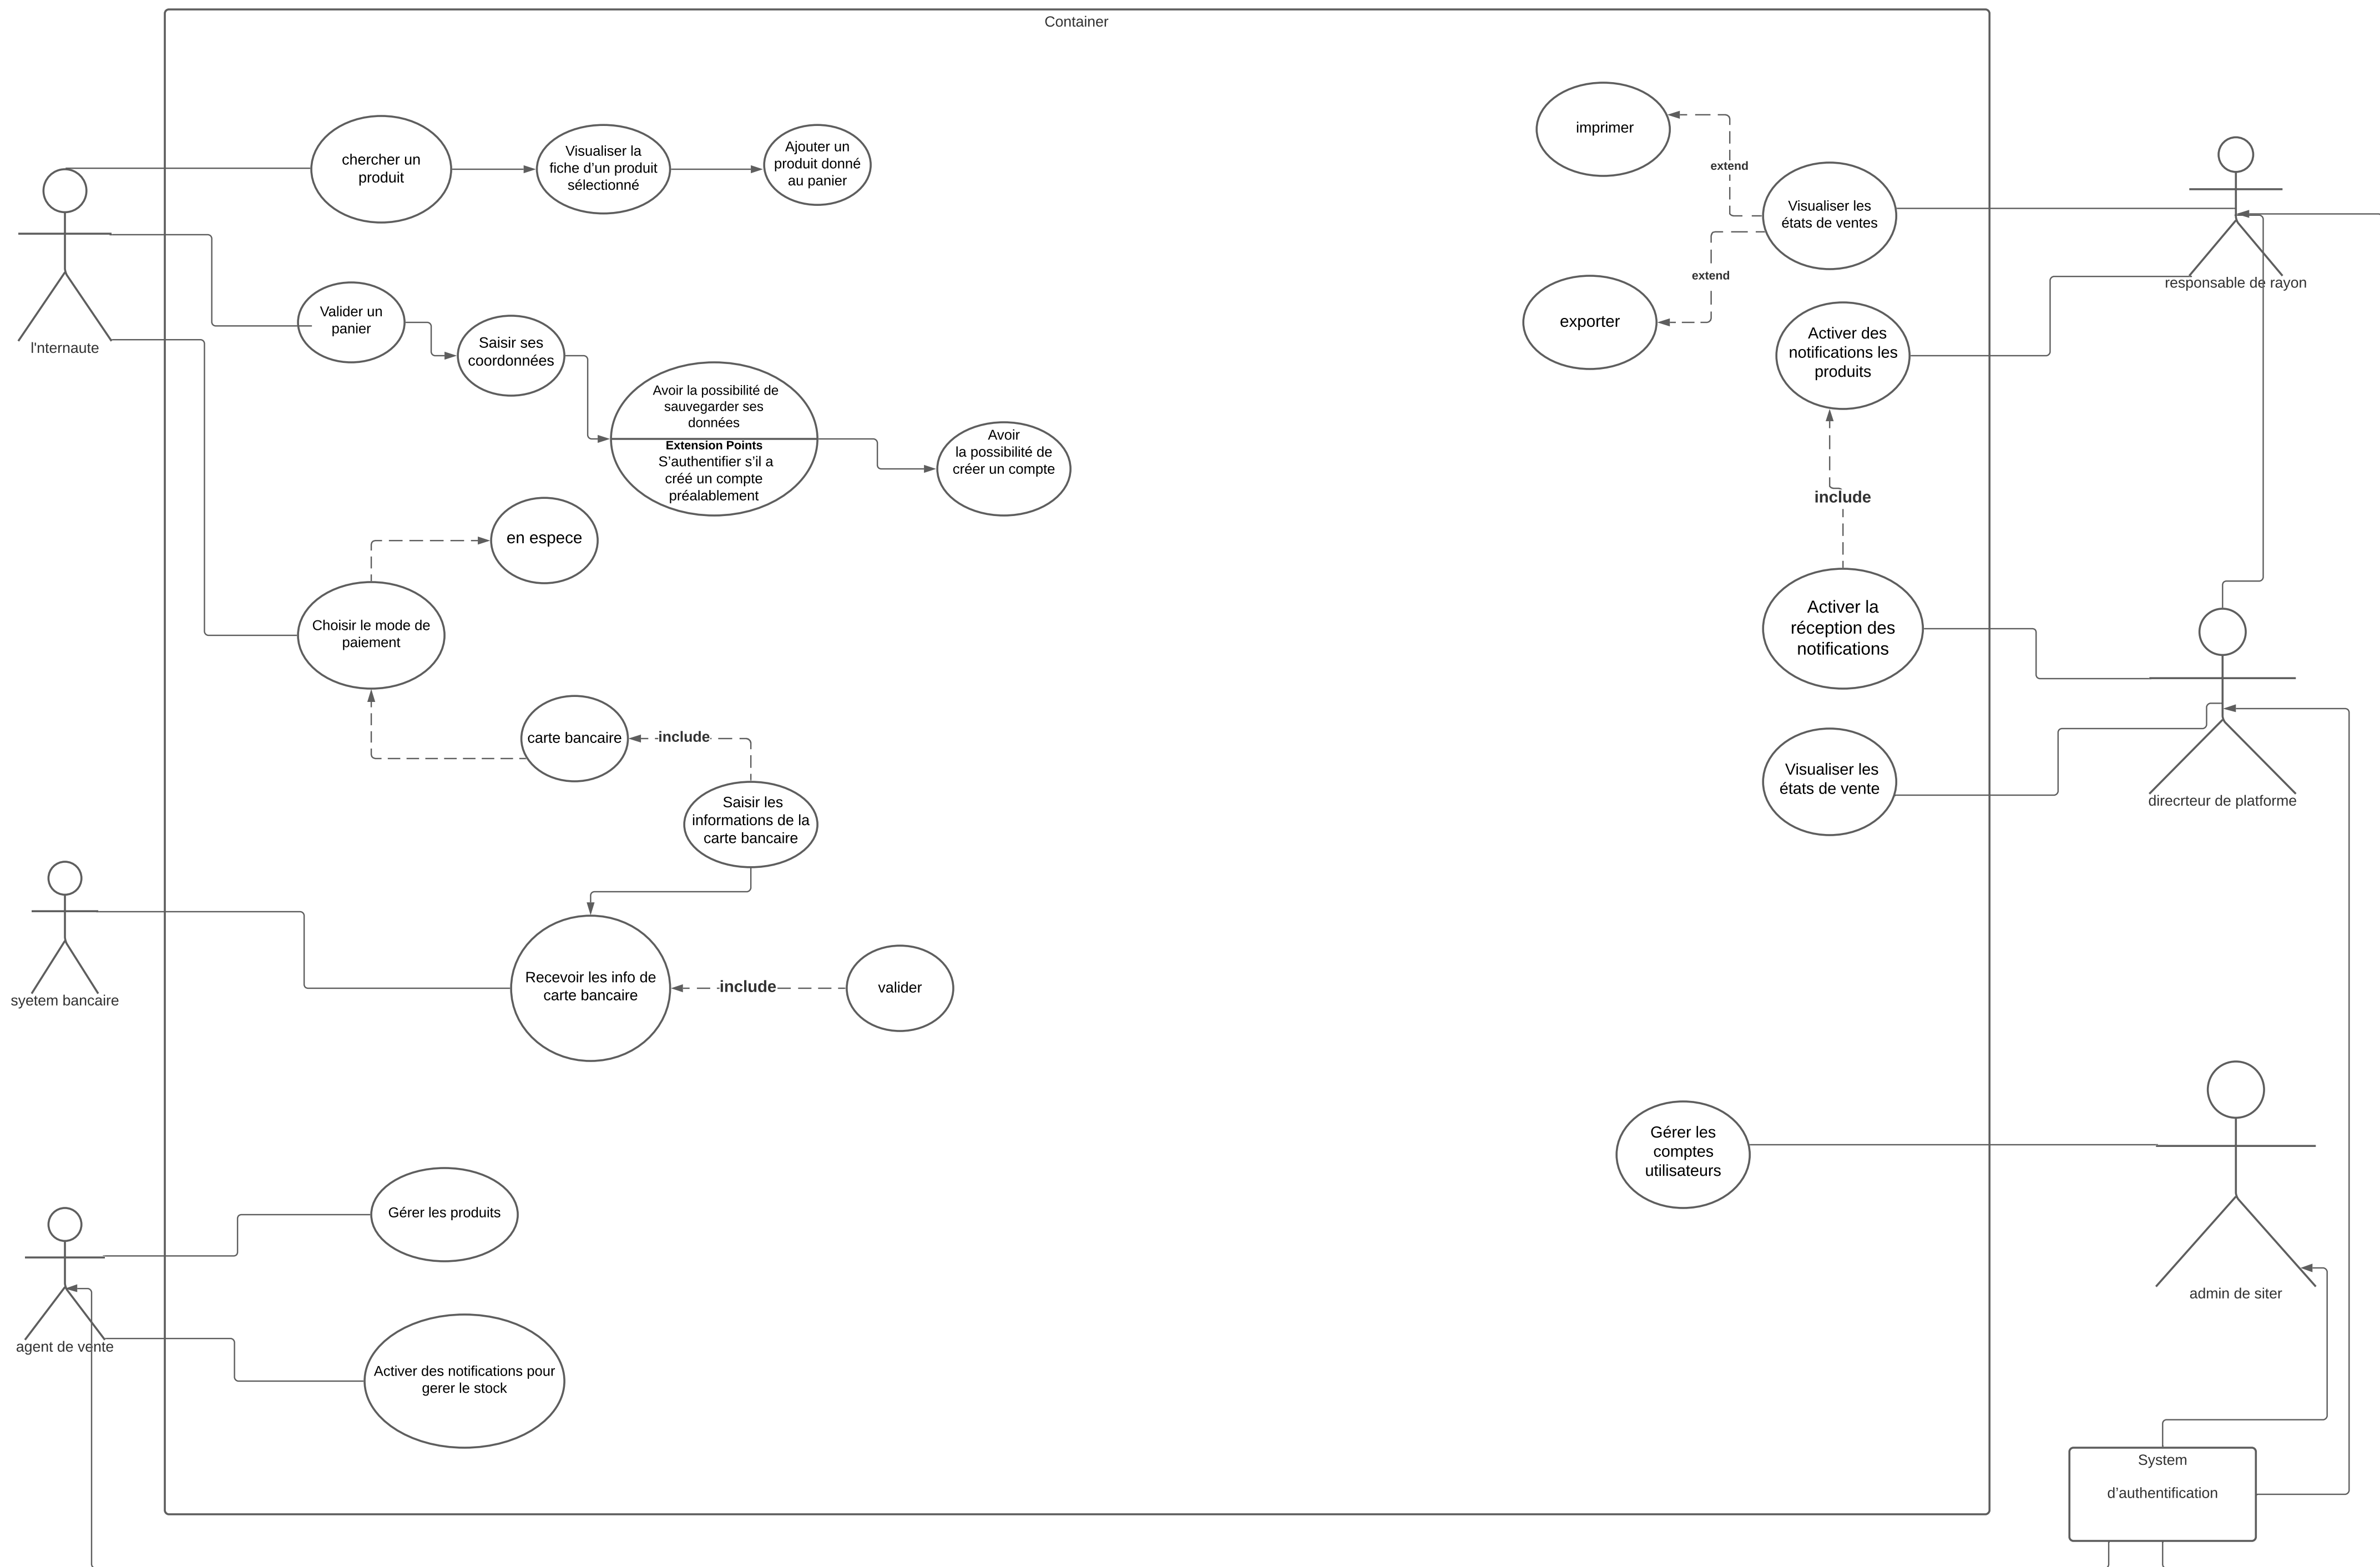 Container
chercher un
produit
Visualiser la
fiche d'un produit
sélectionné
Ajouter un
produit donné
au panier
imprimer
extend
Visualiser les
états de ventes
extend
exporter
responsable de rayon
l'nternaute
Valider un
panier
Saisir ses
coordonnées
Activer des
notifications les
produits
Avoir la possibilité de
sauvegarder ses
données
Extension Points
S'authentifier s'il a
créé un compte
préalablement
Avoir
la possibilité de
créer un compte
include
en espece
Choisir le mode de
paiement
Activer la
réception des
notifications
carte bancaire
include
Saisir les
informations de la
carte bancaire
Visualiser les
états de vente
direcrteur de platforme
syetem bancaire
Recevoir les info de
carte bancaire
include
valider
Gérer les
comptes
utilisateurs
Gérer les produits
admin de siter
agent de vente
Activer des notifications pour
gerer le stock
System
d'authentification